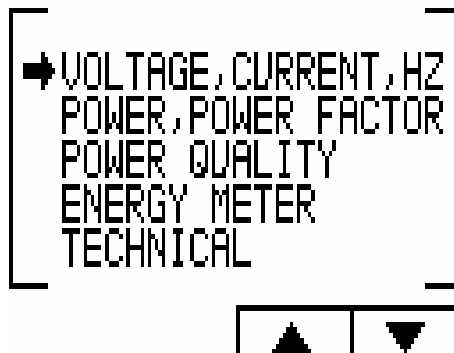 VOLTAGE,CURRENT,HZ
POWER,POWER FACTOR
POWER QUALITY
ENERGY METER
TECHNICAL